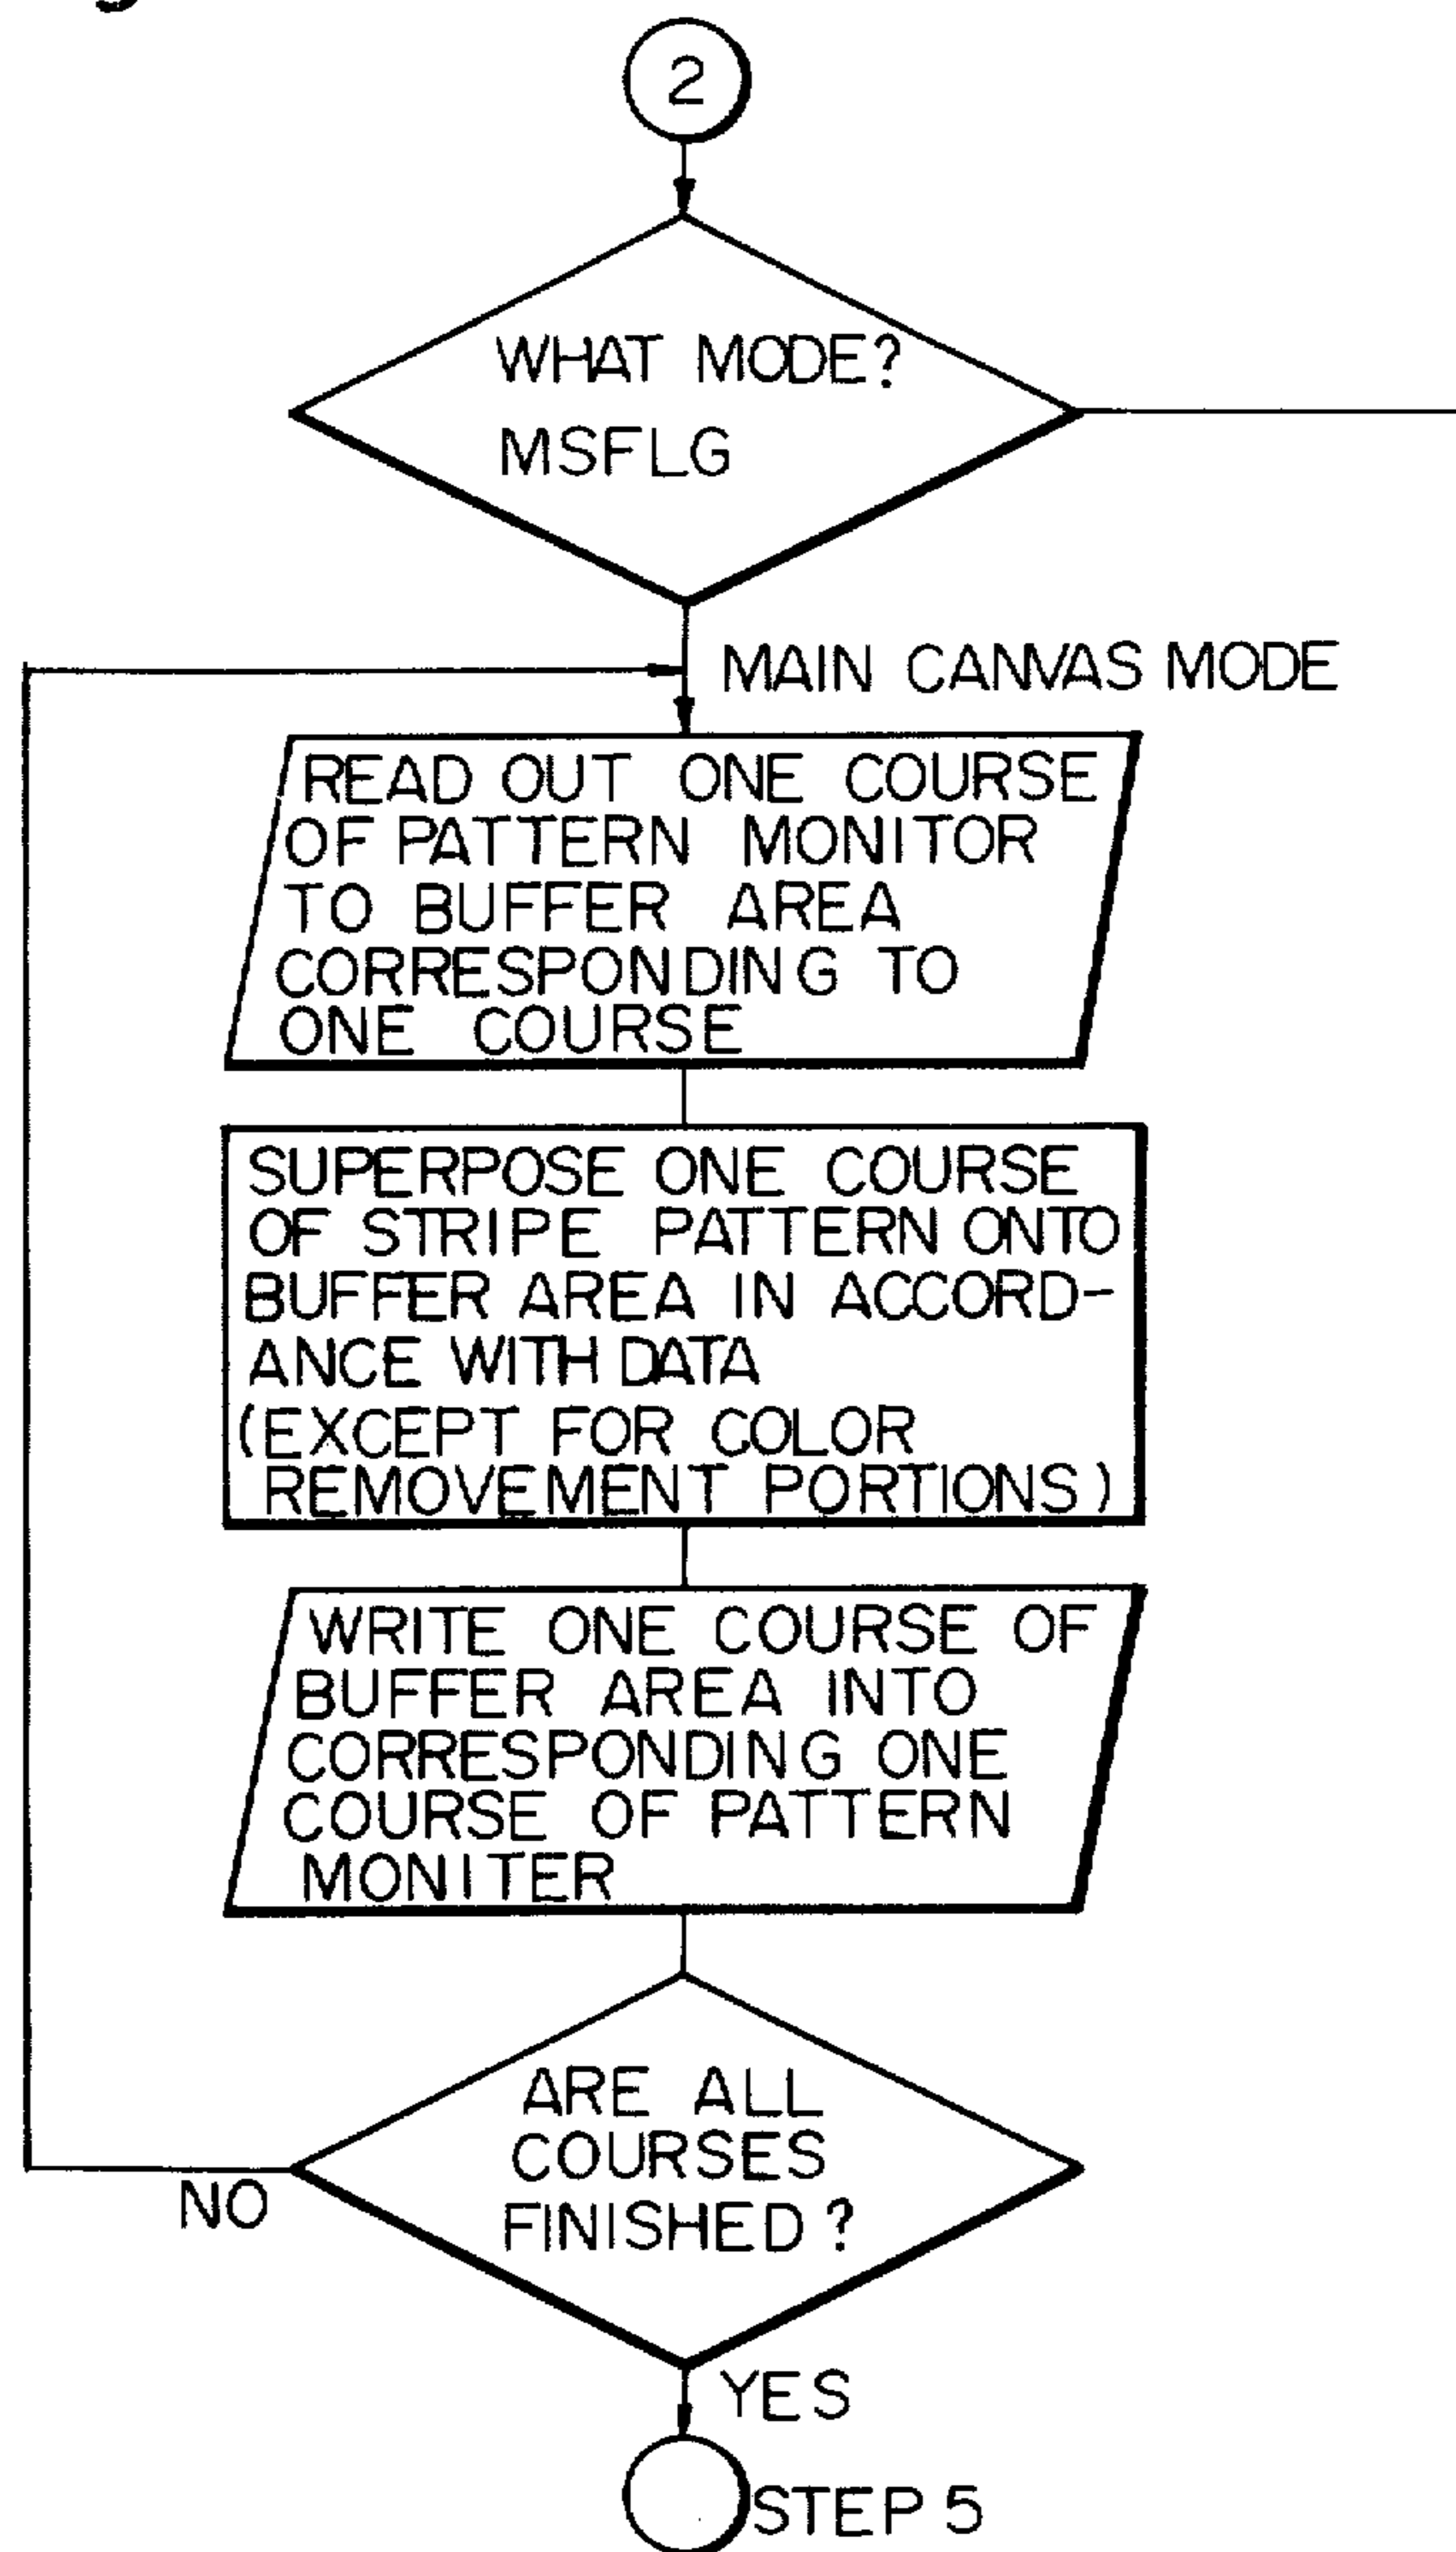 2
WHAT MODE?
MSFLG
MAIN CANVAS MODE
READ OUT ONE COURSE
OF PATTERN MONITOR
TO BUFFER AREA
CORRESPONDING TO
ONE COURSE
SUPERPOSE ONE COURSE
OF STRIPE PATTERN ONTO
BUFFER AREA IN ACCORD-
ANCE WITH DATA
(EXCEPT FOR COLOR
REMOVEMENT PORTIONS)
WRITE ONE COURSE OF
BUFFER AREA INTO
CORRESPONDING ONE
COURSE OF PATTERN
MONITER
ARE ALL
COURSES
FINISHED?
NO
YES
STEP 5